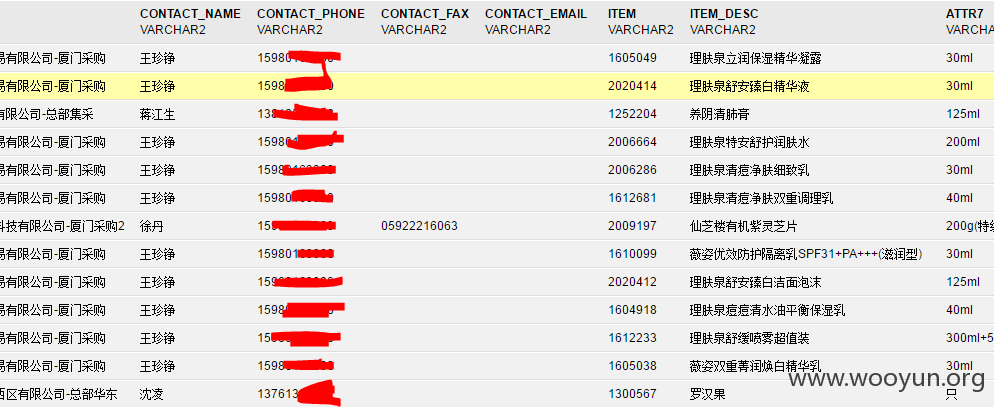 CONTACT_NAME CONTACT_PHONE CONTACT_FAX CONTACT_EMAIL ITEM ITEM_DESC ATTR7
VARCHAR2 VARCHAR2 VARCHAR2 VARCHAR2 VARCHAR2 VARCHAR2 VARCHAR
易有限公司-厦门采购 王珍铮 15980 1605049 理肤泉立润保湿精华凝露 30ml
易有限公司-厦门采购 王珍铮 1598 2020414 理肤泉舒安臻白精华液 30ml
有限公司-总部集采 蒋江生 138 1252204 养阴清肺膏 125ml
易有限公司-厦门采购 王珍铮 1598 2006664 理肤泉特安舒护润肤水 200ml
易有限公司-厦门采购 王珍铮 1598 2006286 理肤泉清痘净肤细致乳 30ml
易有限公司-厦门采购 王珍铮 15980 1612681 理肤泉清痘净肤双重调理乳 40ml
科技有限公司-厦门采购2 徐丹 15 05922216063 2009197 仙芝楼有机紫灵芝片 200g(特级
易有限公司-厦门采购 王珍铮 15980 1610099 薇姿优效防护隔离乳SPF31+PA+++(滋润型) 30ml
易有限公司-厦门采购 王珍铮 159 2020412 理肤泉舒安臻白洁面泡沫 125ml
易有限公司-厦门采购 王珍铮 1598 1604918 理肤泉痘痘清水油平衡保湿乳 40ml
易有限公司-厦门采购 王珍铮 15 1612233 理肤泉舒缓喷雾超值装 300ml+5
易有限公司-厦门采购 王珍铮 1598 1605038 薇姿双重菁润焕白精华乳 30ml
西区有限公司-总部华东 沈凌 137613 1300567 罗汉果 只
www.wooyun.org